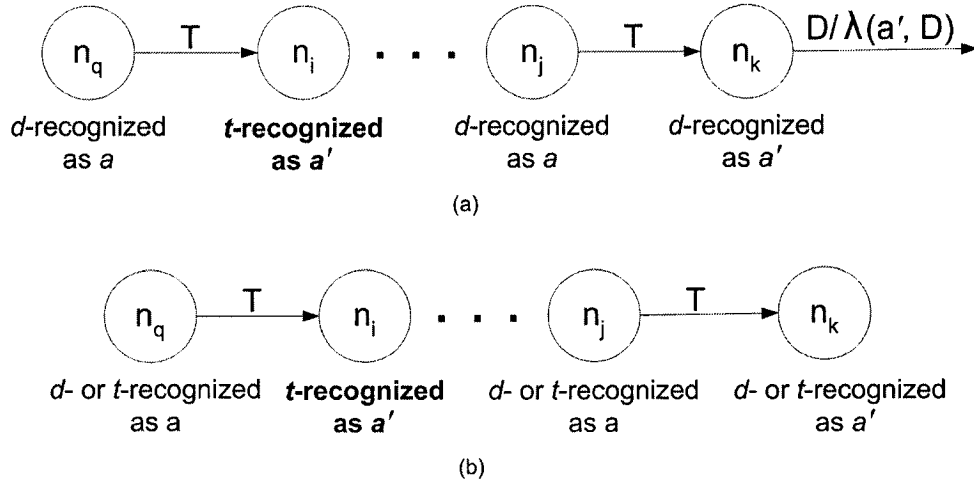 T T D/λ(a′, D)
n_q n_i . . . n_j n_k
d-recognized as a t-recognized as a′ d-recognized as a d-recognized as a′
(a)
T T
n_q n_i . . . n_j n_k
d- or t-recognized as a t-recognized as a′ d- or t-recognized as a d- or t-recognized as a′
(b)